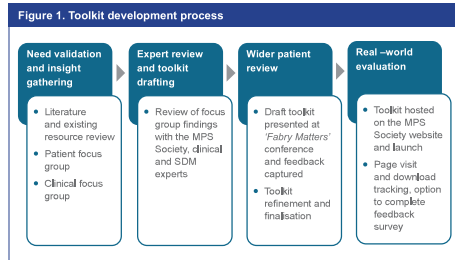 Figure 1. Toolkit development process
Need validation
and insight
gathering
• Literature
and existing
resource review
• Patient focus
group
• Clinical focus
group
Expert review
and toolkit
drafting
• Review of focus
group findings
with the MPS
Society, clinical
and SDM
experts
Wider patient
review
• Draft toolkit
presented at
‘Fabry Matters’
conference
and feedback
captured
• Toolkit
refinement and
finalisation
Real –world
evaluation
• Toolkit hosted
on the MPS
Society website
and launch
• Page visit
and download
tracking, option
to complete
feedback
survey